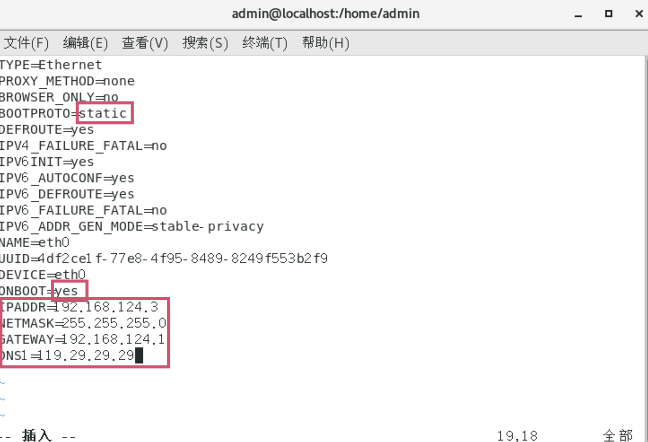 admin@localhost:/home/admin
文件(F) 编辑(E) 查看(V) 搜索(S) 终端(T) 帮助(H)
TYPE=Ethernet
PROXY_METHOD=none
BROWSER_ONLY=no
BOOTPROTO=static
DEFROUTE=yes
IPV4_FAILURE_FATAL=no
IPV6INIT=yes
IPV6_AUTOCONF=yes
IPV6_DEFROUTE=yes
IPV6_FAILURE_FATAL=no
IPV6_ADDR_GEN_MODE=stable-privacy
NAME=eth0
UUID=4df2ce1f-77e8-4f95-8489-8249f553b2f9
DEVICE=eth0
ONBOOT=yes
IPADDR=192.168.124.3
NETMASK=255.255.255.0
GATEWAY=192.168.124.1
DNS1=119.29.29.29
~
~
~
-- 插入 -- 19,18 全部